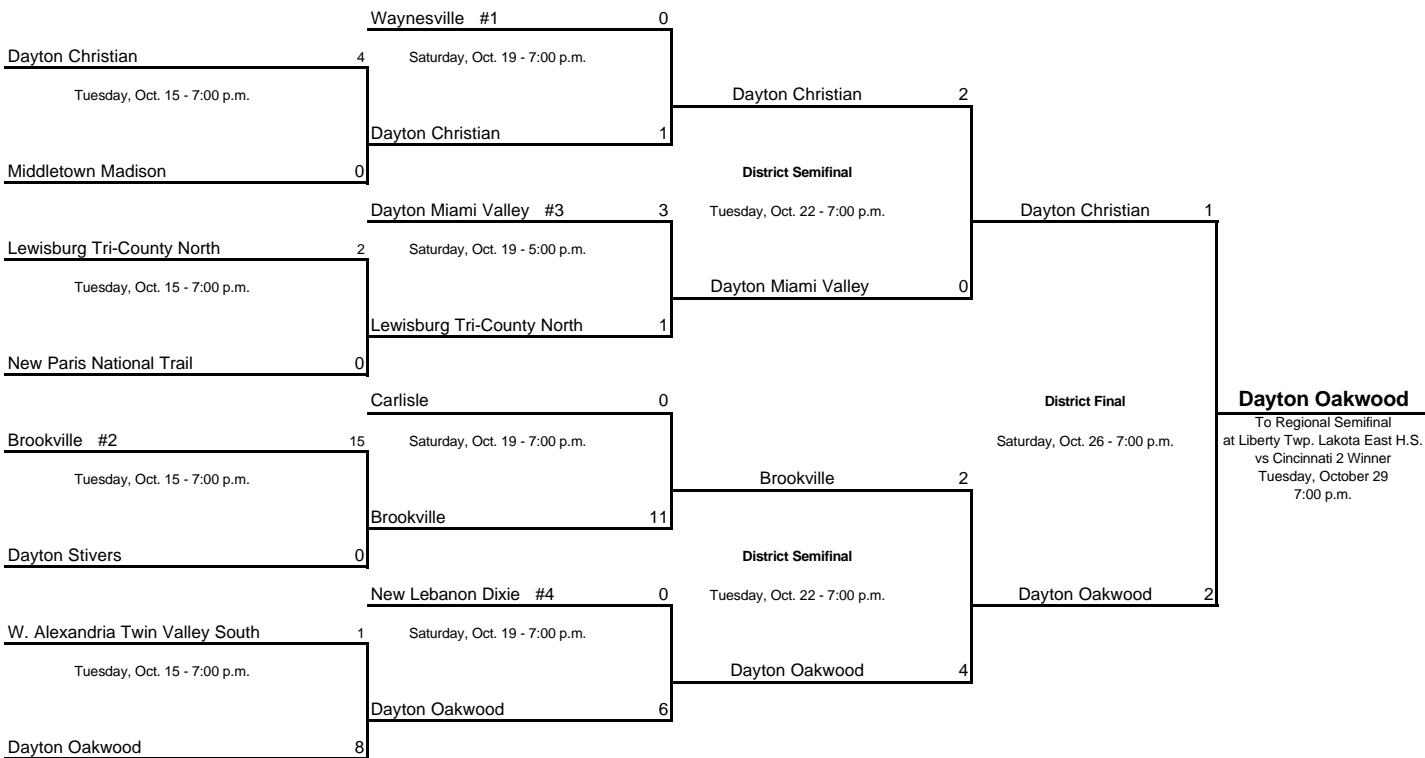 Waynesville #1 0
Dayton Christian 4 Saturday, Oct. 19 - 7:00 p.m.
Tuesday, Oct. 15 - 7:00 p.m. Dayton Christian 2
Dayton Christian 1
Middletown Madison 0 District Semifinal
Dayton Miami Valley #3 3 Tuesday, Oct. 22 - 7:00 p.m. Dayton Christian 1
Lewisburg Tri-County North 2 Saturday, Oct. 19 - 5:00 p.m.
Tuesday, Oct. 15 - 7:00 p.m. Dayton Miami Valley 0
Lewisburg Tri-County North 1
New Paris National Trail 0
Carlisle 0 District Final Dayton Oakwood
To Regional Semifinal
Brookville #2 15 Saturday, Oct. 19 - 7:00 p.m. Saturday, Oct. 26 - 7:00 p.m. at Liberty Twp. Lakota East H.S.
vs Cincinnati 2 Winner
Tuesday, Oct. 15 - 7:00 p.m. Brookville 2 Tuesday, October 29
7:00 p.m.
Brookville 11
Dayton Stivers 0 District Semifinal
New Lebanon Dixie #4 0 Tuesday, Oct. 22 - 7:00 p.m. Dayton Oakwood 2
W. Alexandria Twin Valley South 1 Saturday, Oct. 19 - 7:00 p.m.
Tuesday, Oct. 15 - 7:00 p.m. Dayton Oakwood 4
Dayton Oakwood 6
Dayton Oakwood 8